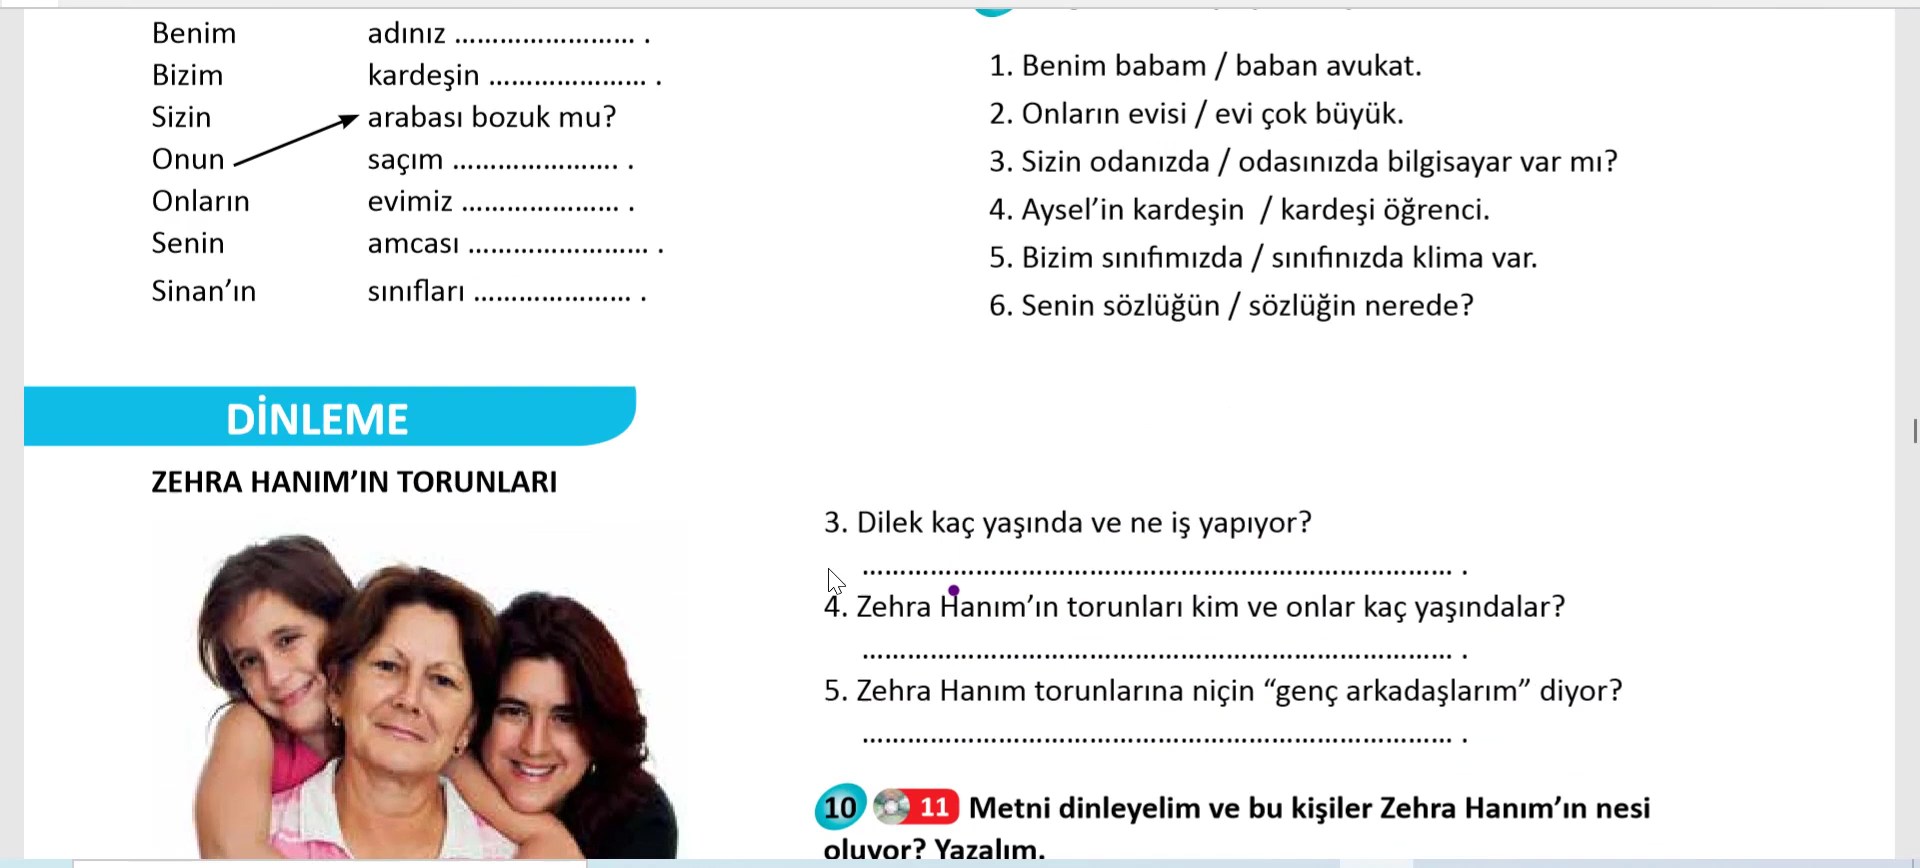 Benim adınız ........................ .
Bizim kardeşin ..................... .
Sizin arabası bozuk mu?
Onun saçım ...................... .
Onların evimiz ..................... .
Senin amcası ........................ .
Sinan’ın sınıfları ..................... .
1. Benim babam / baban avukat.
2. Onların evisi / evi çok büyük.
3. Sizin odanızda / odasınızda bilgisayar var mı?
4. Aysel’in kardeşin / kardeşi öğrenci.
5. Bizim sınıfımızda / sınıfınızda klima var.
6. Senin sözlüğün / sözlüğin nerede?
DİNLEME
ZEHRA HANIM’IN TORUNLARI
3. Dilek kaç yaşında ve ne iş yapıyor?
.............................................................................. .
4. Zehra Hanım’ın torunları kim ve onlar kaç yaşındalar?
.............................................................................. .
5. Zehra Hanım torunlarına niçin “genç arkadaşlarım” diyor?
.............................................................................. .
10 11 Metni dinleyelim ve bu kişiler Zehra Hanım’ın nesi
oluyor? Yazalım.